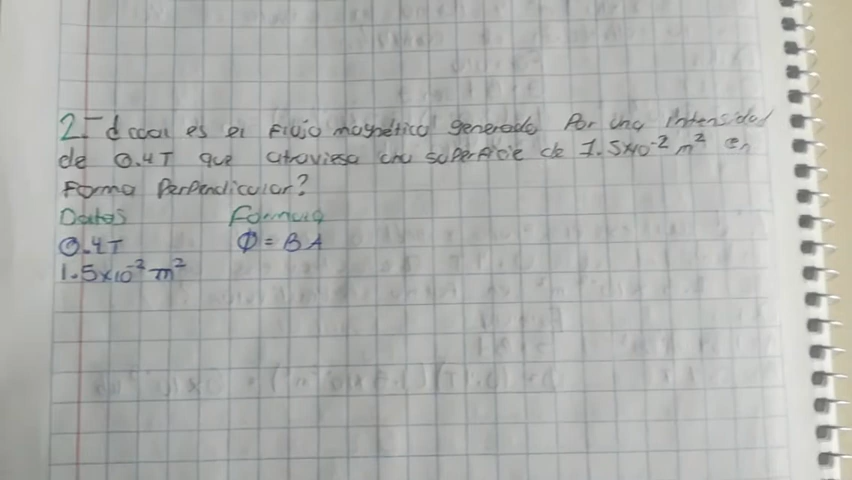 2.- ¿cual es el Flujo magnético generado Por una intensidad
de 0.4T que atraviesa una superficie de 1.5x10⁻² m² en
Forma Perpendicular?
Datos Formula
0.4T Φ = BA
1.5x10⁻² m²